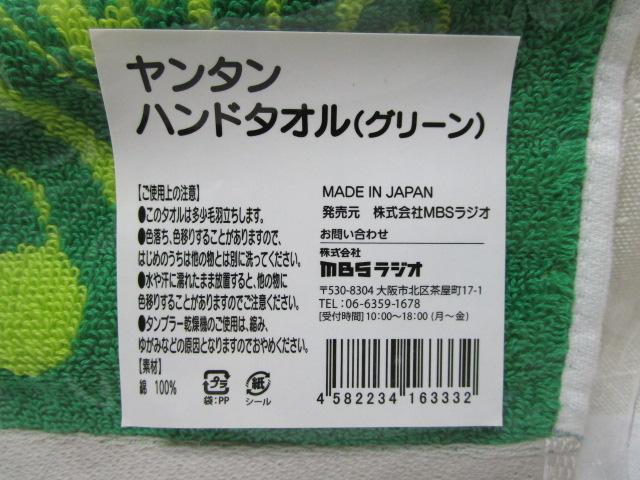 ヤンタン
ハンドタオル(グリーン)
【ご使用上の注意】
●このタオルは多少毛羽立ちします。
●色落ち、色移りすることがありますので、
はじめのうちは他の物とは別に洗ってください。
●水や汗に濡れたまま放置すると、他の物に
色移りすることがありますのでご注意ください。
●タンブラー乾燥機のご使用は、縮み、
ゆがみなどの原因となりますのでおやめください。
【素材】
綿 100%
プラ
袋:PP
紙
シール
MADE IN JAPAN
発売元 株式会社MBSラジオ
お問い合わせ
株式会社
MBSラジオ
〒530-8304 大阪市北区茶屋町17-1
TEL:06-6359-1678
[受付時間]10:00〜18:00(月〜金)
4 582234 163332